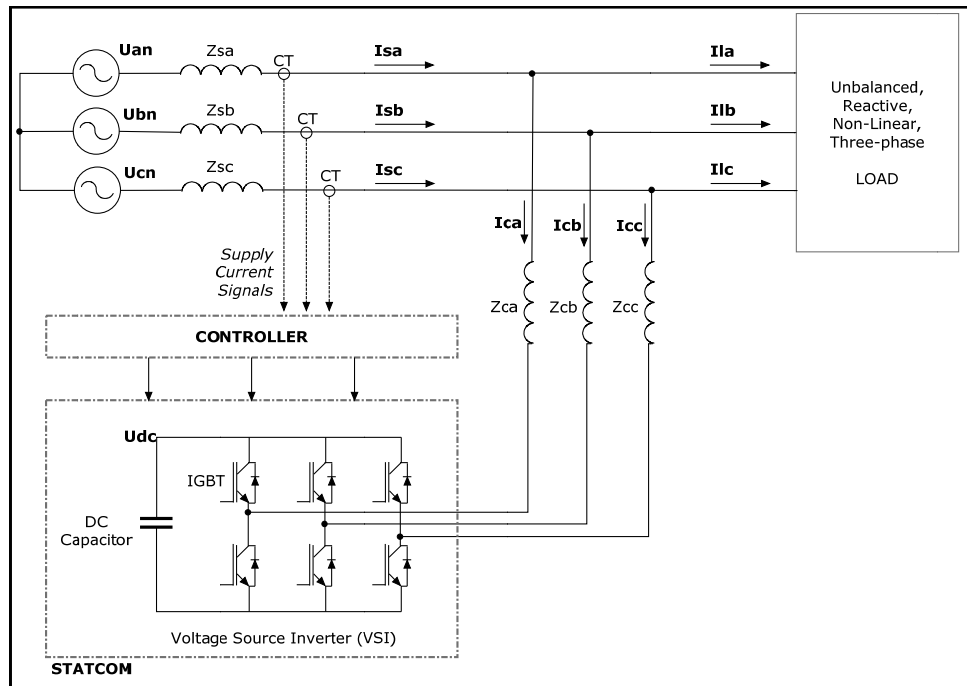 Uan
Zsa
CT
Isa
Ila
Ubn
Zsb
CT
Isb
Ilb
Ucn
Zsc
CT
Isc
Ilc
Unbalanced,
Reactive,
Non-Linear,
Three-phase
LOAD
Ica
Icb
Icc
Supply
Current
Signals
Zca
Zcb
Zcc
CONTROLLER
Udc
IGBT
DC
Capacitor
Voltage Source Inverter (VSI)
STATCOM